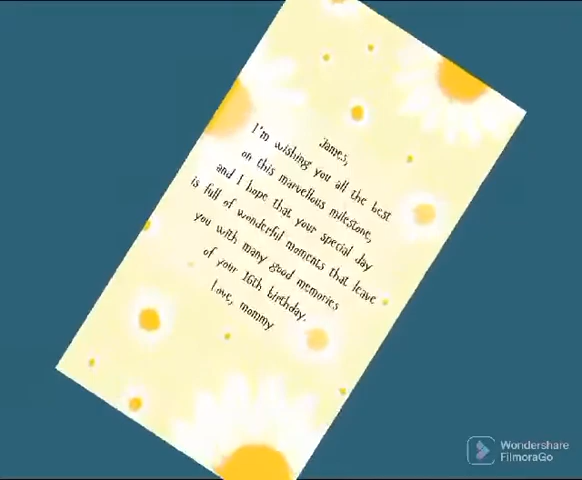 James,
I'm wishing you all the best
on this marvellous milestone,
and I hope that your special day
is full of wonderful moments that leave
you with many good memories
of your 16th birthday.
Love, mommy
Wondershare
FilmoraGo